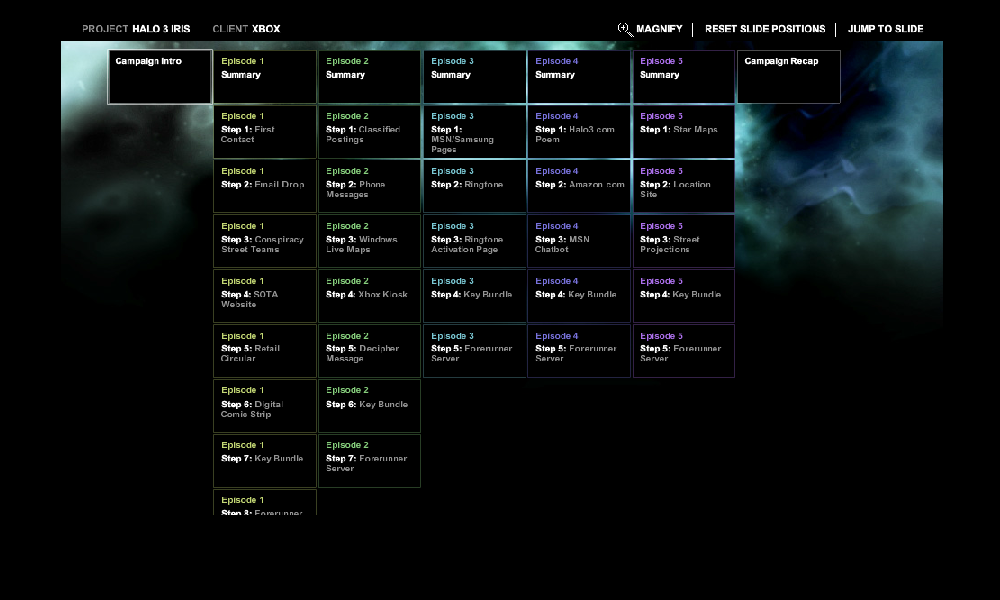 PROJECT HALO 3 IRIS CLIENT XBOX MAGNIFY RESET SLIDE POSITIONS JUMP TO SLIDE
Campaign Intro
Episode 1
Summary
Episode 2
Summary
Episode 3
Summary
Episode 4
Summary
Episode 5
Summary
Campaign Recap
Episode 1
Step 1: First
Contact
Episode 2
Step 1: Classified
Postings
Episode 3
Step 1:
MSN/Samsung
Pages
Episode 4
Step 1: Halo3.com
Poem
Episode 5
Step 1: Star Maps
Episode 1
Step 2: Email Drop
Episode 2
Step 2: Phone
Messages
Episode 3
Step 2: Ringtone
Episode 4
Step 2: Amazon.com
Episode 5
Step 2: Location
Site
Episode 1
Step 3: Conspiracy
Street Teams
Episode 2
Step 3: Windows
Live Maps
Episode 3
Step 3: Ringtone
Activation Page
Episode 4
Step 3: MSN
Chatbot
Episode 5
Step 3: Street
Projections
Episode 1
Step 4: SOTA
Website
Episode 2
Step 4: Xbox Kiosk
Episode 3
Step 4: Key Bundle
Episode 4
Step 4: Key Bundle
Episode 5
Step 4: Key Bundle
Episode 1
Step 5: Retail
Circular
Episode 2
Step 5: Decipher
Message
Episode 3
Step 5: Forerunner
Server
Episode 4
Step 5: Forerunner
Server
Episode 5
Step 5: Forerunner
Server
Episode 1
Step 6: Digital
Comic Strip
Episode 2
Step 6: Key Bundle
Episode 1
Step 7: Key Bundle
Episode 2
Step 7: Forerunner
Server
Episode 1
Step 8: Forerunner